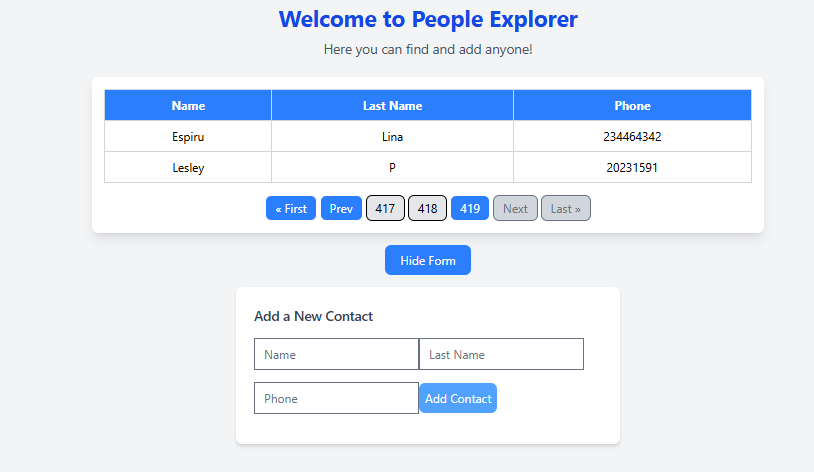 Welcome to People Explorer
Here you can find and add anyone!
Name Last Name Phone
Espiru Lina 234464342
Lesley P 20231591
« First Prev 417 418 419 Next Last »
Hide Form
Add a New Contact
Name Last Name
Phone Add Contact